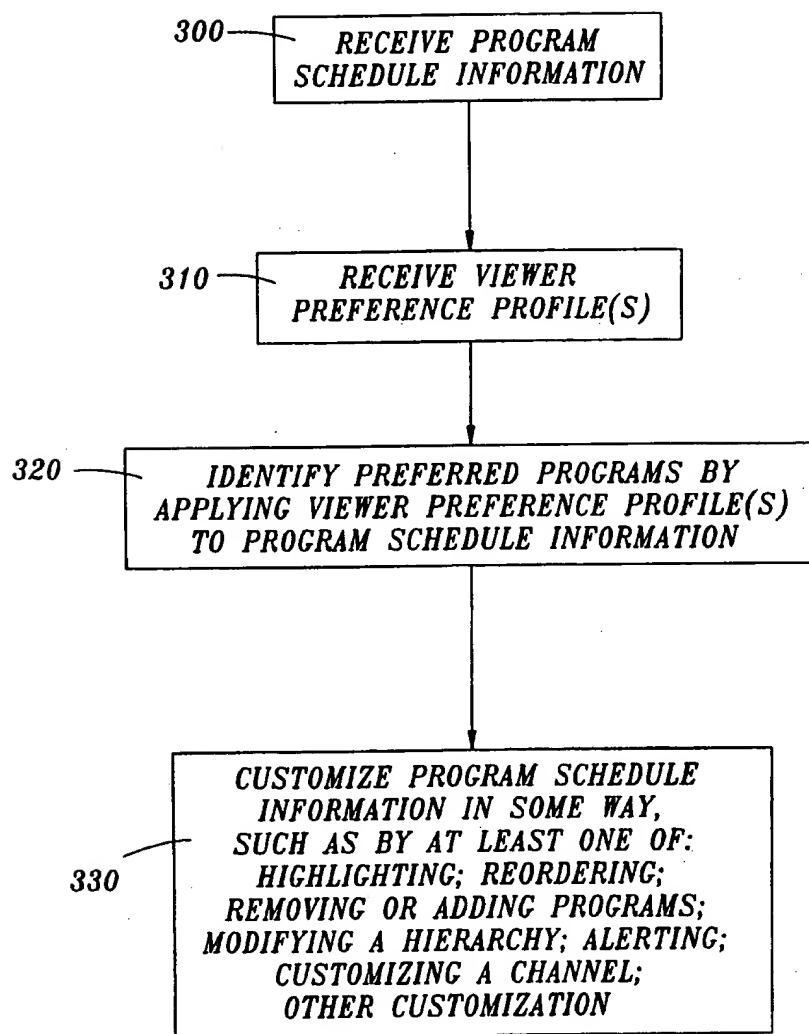 300
RECEIVE PROGRAM
SCHEDULE INFORMATION
310
RECEIVE VIEWER
PREFERENCE PROFILE(S)
320
IDENTIFY PREFERRED PROGRAMS BY
APPLYING VIEWER PREFERENCE PROFILE(S)
TO PROGRAM SCHEDULE INFORMATION
330
CUSTOMIZE PROGRAM SCHEDULE
INFORMATION IN SOME WAY,
SUCH AS BY AT LEAST ONE OF:
HIGHLIGHTING; REORDERING;
REMOVING OR ADDING PROGRAMS;
MODIFYING A HIERARCHY; ALERTING;
CUSTOMIZING A CHANNEL;
OTHER CUSTOMIZATION